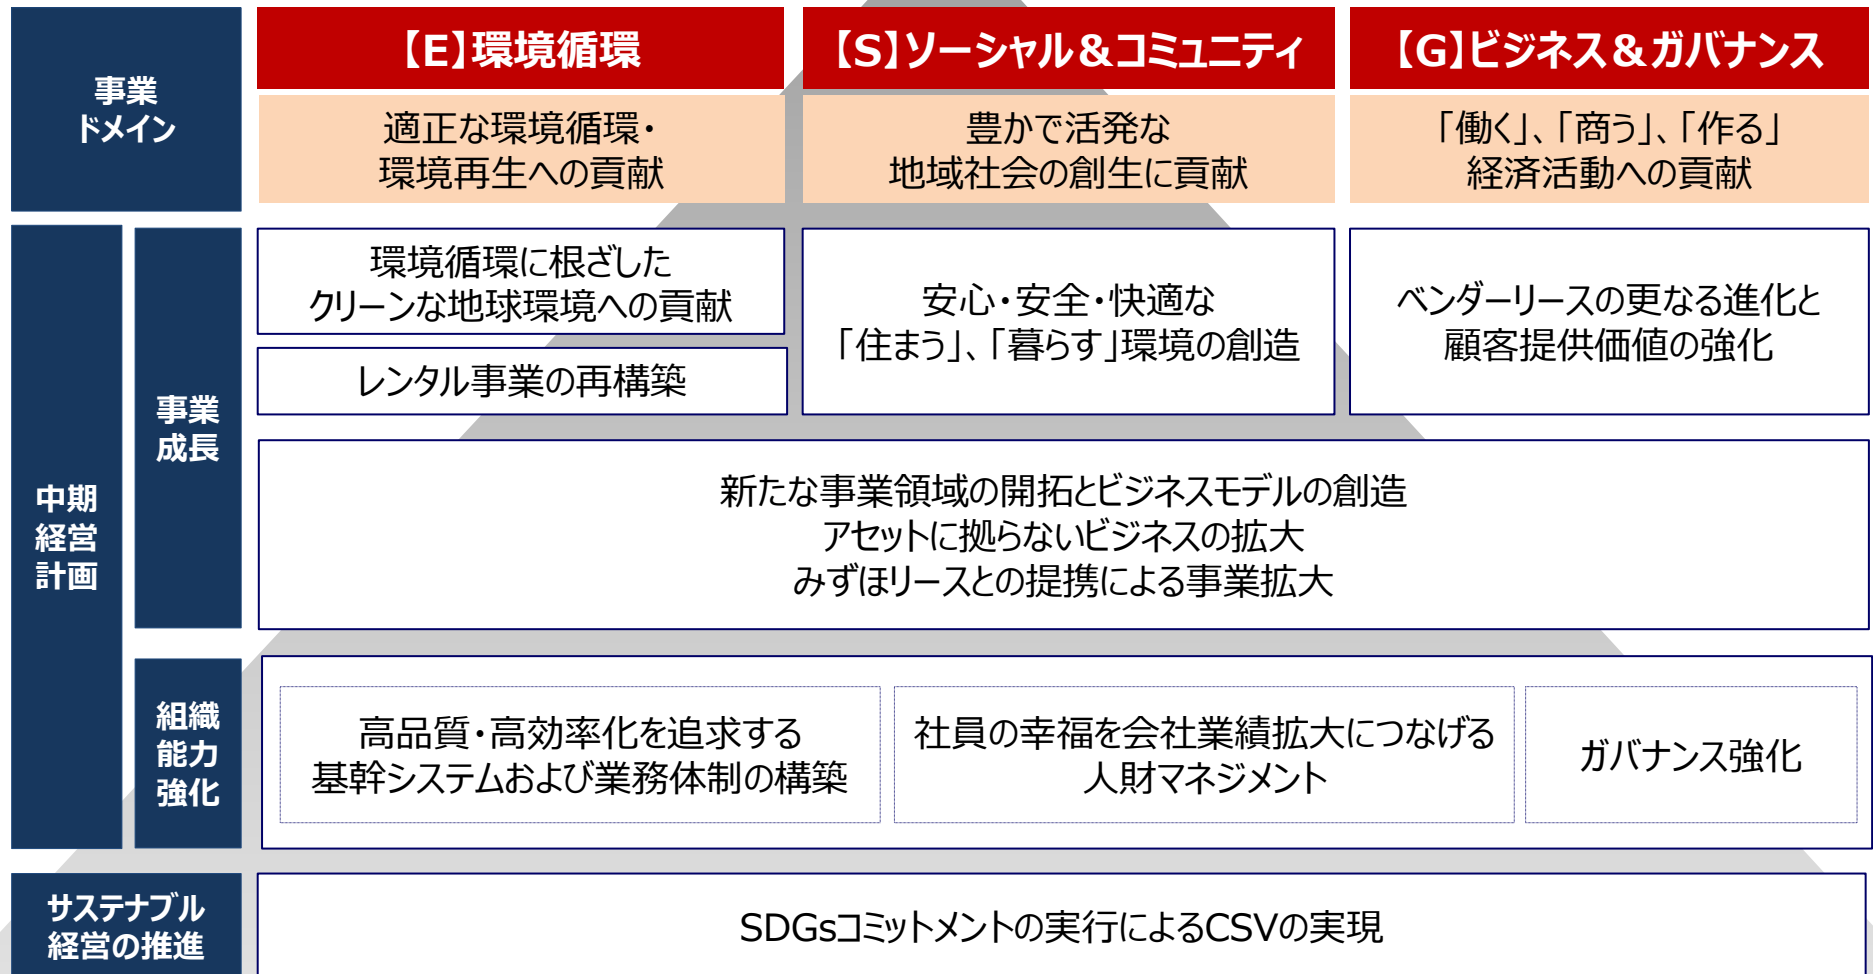 事業
ドメイン
【E】環境循環
【S】ソーシャル＆コミュニティ
【G】ビジネス＆ガバナンス
適正な環境循環・
環境再生への貢献
豊かで活発な
地域社会の創生に貢献
「働く」、「商う」、「作る」
経済活動への貢献
中期
経営
計画
事業
成長
環境循環に根ざした
クリーンな地球環境への貢献
レンタル事業の再構築
安心・安全・快適な
「住まう」、「暮らす」環境の創造
ベンダーリースの更なる進化と
顧客提供価値の強化
新たな事業領域の開拓とビジネスモデルの創造
アセットに拠らないビジネスの拡大
みずほリースとの提携による事業拡大
組織
能力
強化
高品質・高効率化を追求する
基幹システムおよび業務体制の構築
社員の幸福を会社業績拡大につなげる
人財マネジメント
ガバナンス強化
サステナブル
経営の推進
SDGsコミットメントの実行によるCSVの実現